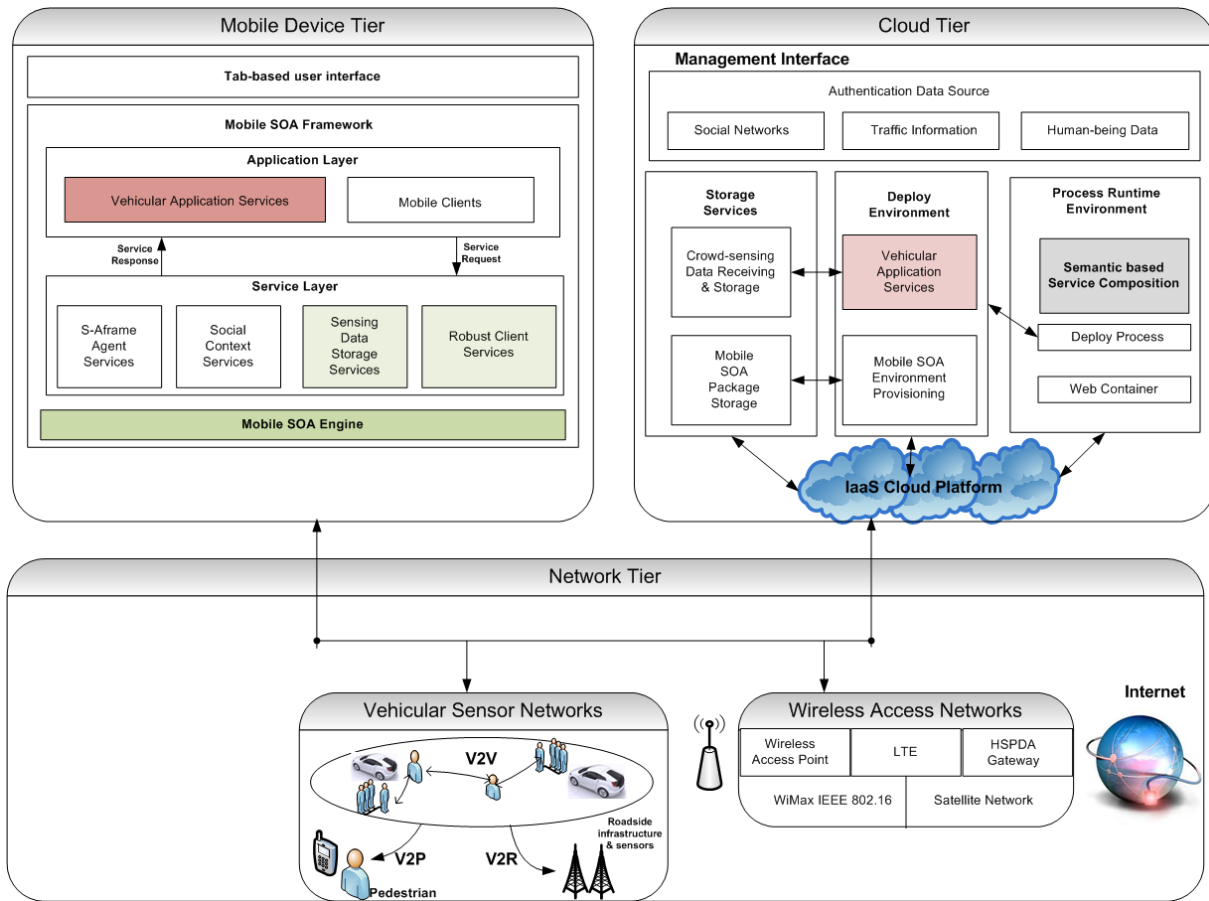 Mobile Device Tier
Tab-based user interface
Mobile SOA Framework
Application Layer
Vehicular Application Services
Mobile Clients
Service
Response
Service
Request
Service Layer
S-Aframe
Agent
Services
Social
Context
Services
Sensing
Data
Storage
Services
Robust Client
Services
Mobile SOA Engine
Cloud Tier
Management Interface
Authentication Data Source
Social Networks
Traffic Information
Human-being Data
Storage
Services
Crowd-sensing
Data Receiving
& Storage
Mobile
SOA
Package
Storage
Deploy
Environment
Vehicular
Application
Services
Mobile SOA
Environment
Provisioning
Process Runtime
Environment
Semantic based
Service Composition
Deploy Process
Web Container
IaaS Cloud Platform
Network Tier
Vehicular Sensor Networks
V2V
V2P
V2R
Roadside
infrastructure
& sensors
Pedestrian
Wireless Access Networks
Wireless
Access Point
LTE
HSPDA
Gateway
WiMax IEEE 802.16
Satellite Network
Internet